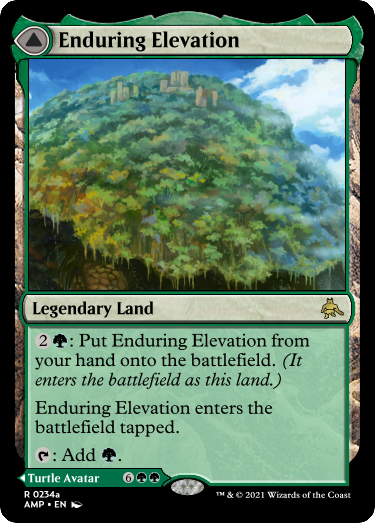 Enduring Elevation
Legendary Land
2 : Put Enduring Elevation from
your hand onto the battlefield. (It
enters the battlefield as this land.)
Enduring Elevation enters the
battlefield tapped.
: Add .
Turtle Avatar 6
R 0234a
AMP • EN
™ & © 2021 Wizards of the Coast